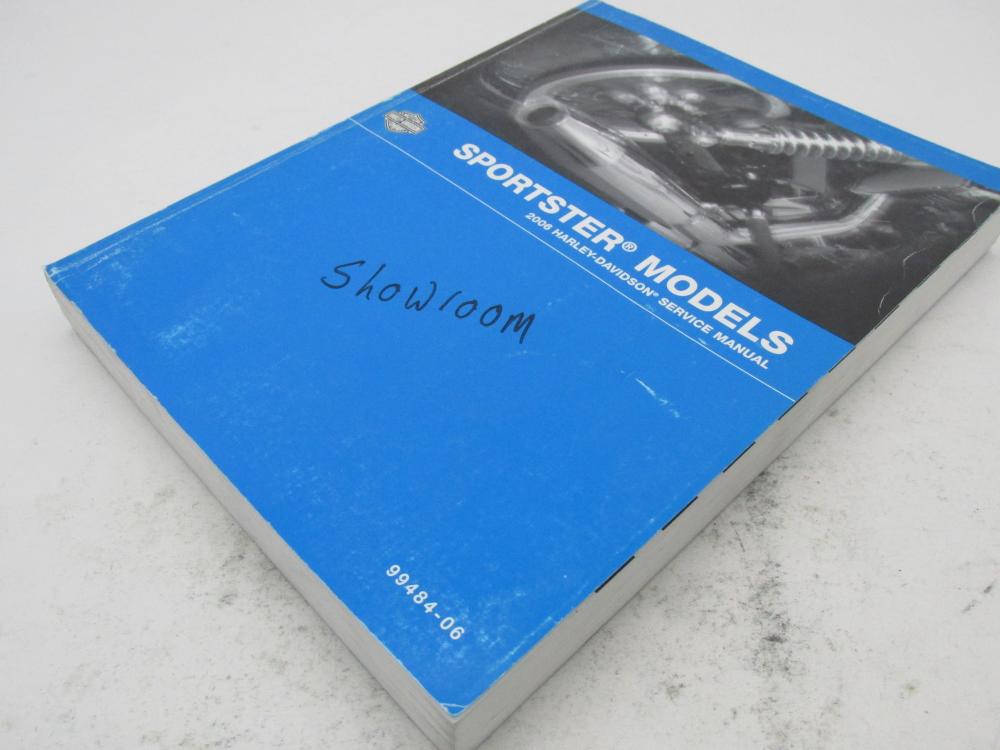 SPORTSTER® MODELS
2006 HARLEY-DAVIDSON® SERVICE MANUAL
Showroom
99484-06